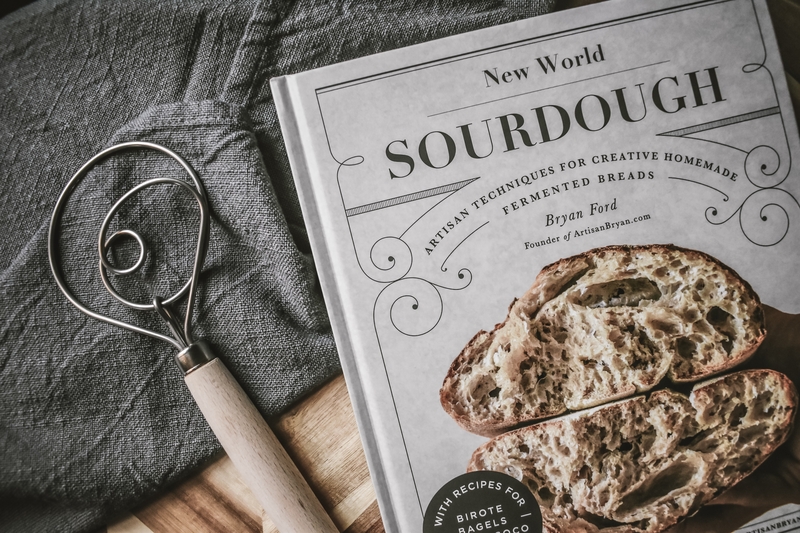 New World
SOURDOUGH
ARTISAN TECHNIQUES FOR CREATIVE HOMEMADE
FERMENTED BREADS
Bryan Ford
Founder of ArtisanBryan.com
WITH RECIPES FOR
BIROTE
BAGELS